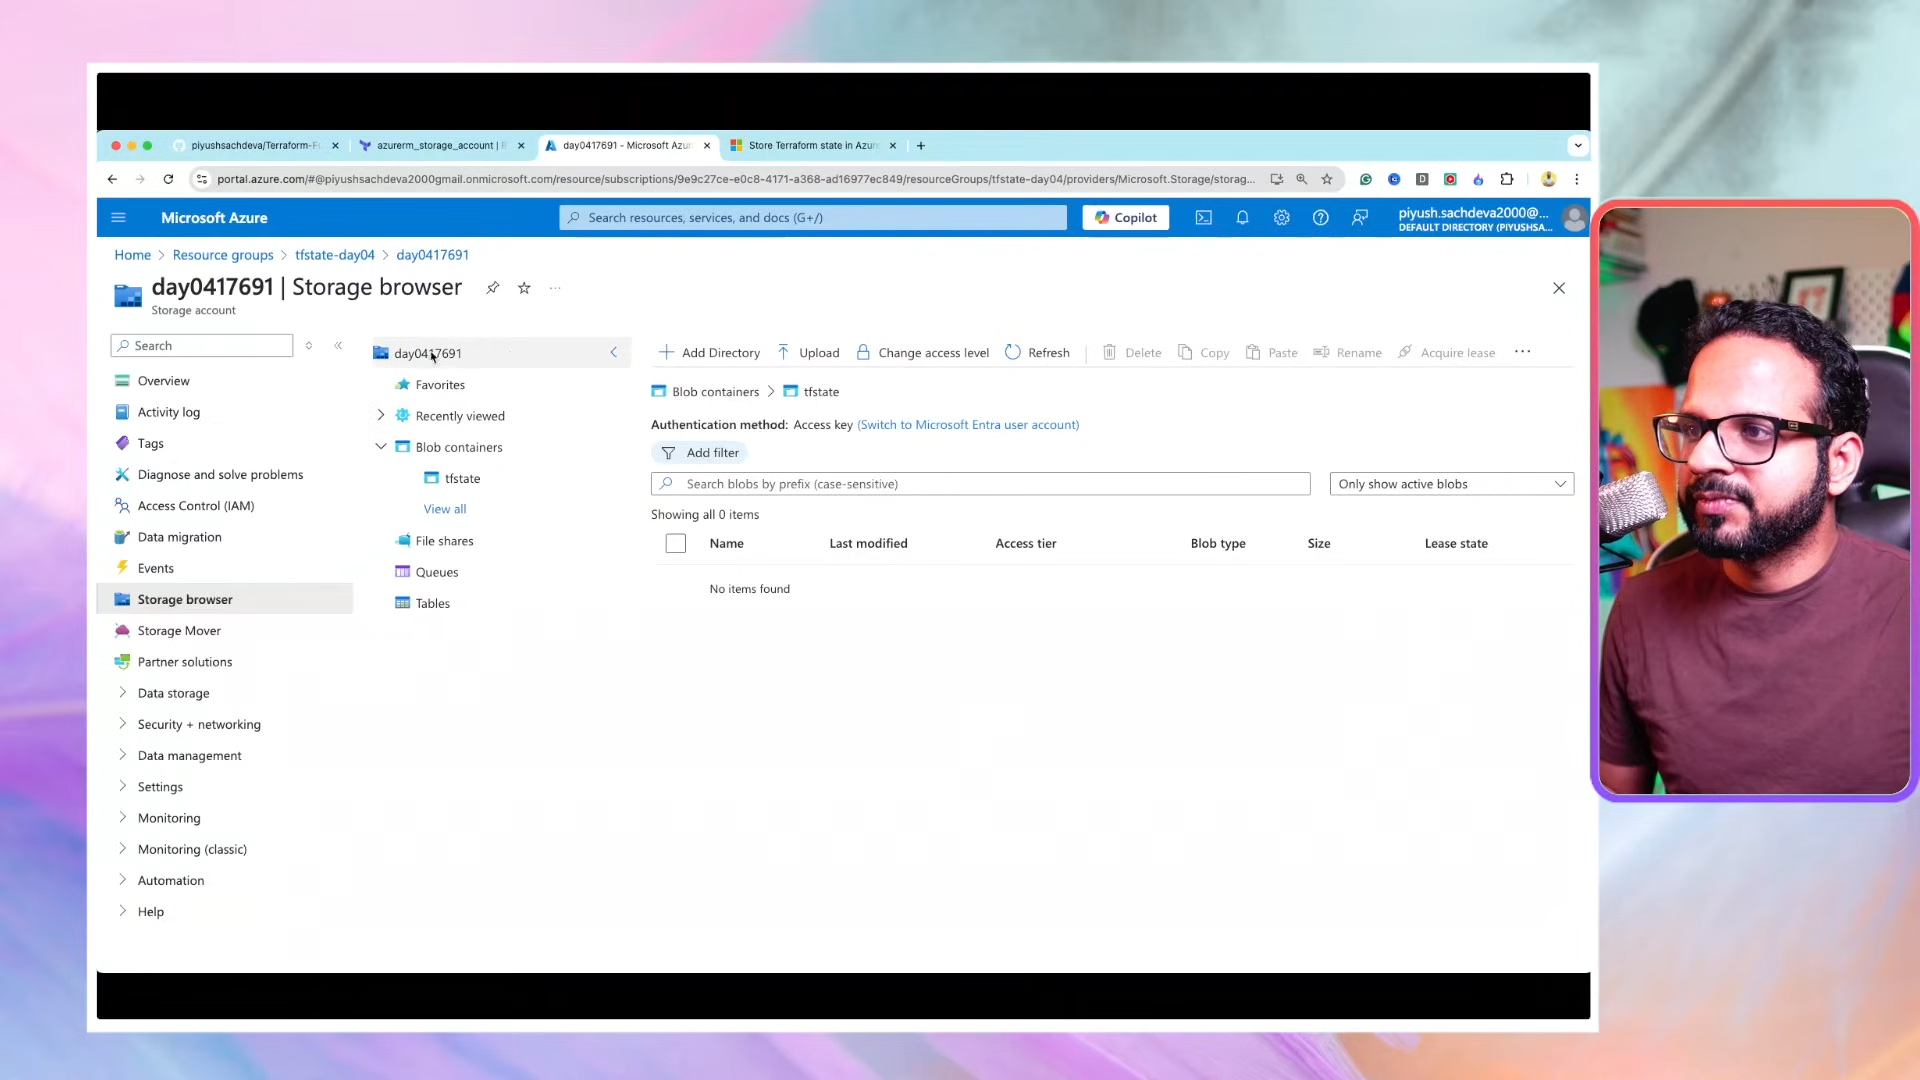 piyushsachdeva/Terraform-Fu
azurerm_storage_account | R
day0417691 - Microsoft Azur
Store Terraform state in Azure
portal.azure.com/#@piyushsachdeva2000gmail.onmicrosoft.com/resource/subscriptions/9e9c27ce-e0c8-4171-a368-ad16977ec849/resourceGroups/tfstate-day04/providers/Microsoft.Storage/storag...
Microsoft Azure
Search resources, services, and docs (G+/)
Copilot
piyush.sachdeva2000@...
DEFAULT DIRECTORY (PIYUSHSA...
Home > Resource groups > tfstate-day04 > day0417691
day0417691 | Storage browser
Storage account
Search
Overview
Activity log
Tags
Diagnose and solve problems
Access Control (IAM)
Data migration
Events
Storage browser
Storage Mover
Partner solutions
Data storage
Security + networking
Data management
Settings
Monitoring
Monitoring (classic)
Automation
Help
day0417691
Favorites
Recently viewed
Blob containers
tfstate
View all
File shares
Queues
Tables
Add Directory Upload Change access level Refresh Delete Copy Paste Rename Acquire lease
Blob containers > tfstate
Authentication method: Access key (Switch to Microsoft Entra user account)
Add filter
Search blobs by prefix (case-sensitive)
Only show active blobs
Showing all 0 items
Name Last modified Access tier Blob type Size Lease state
No items found